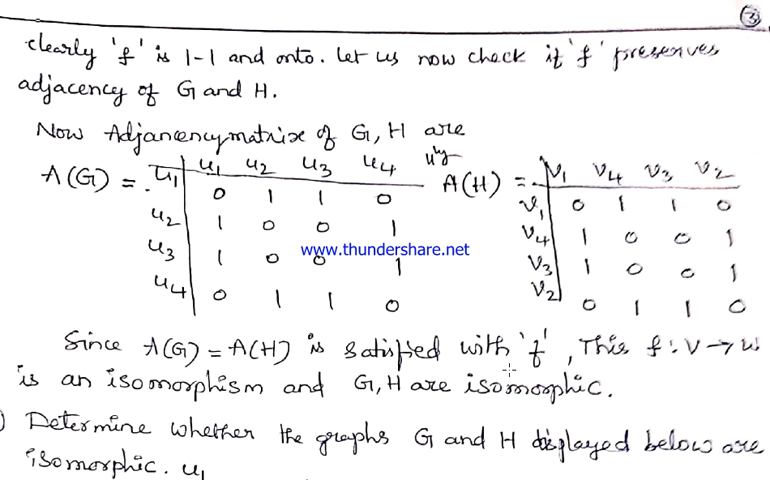 3
clearly 'f' is 1-1 and onto. Let us now check if 'f' preserves
adjacency of G and H.
Now Adjancency matrix of G, H are
A(G) = u1 u2 u3 u4 A(H) = v1 v4 v3 v2
u1 0 1 1 0 v1 0 1 1 0
u2 1 0 0 1 v4 1 0 0 1
www.thundershare.net
u3 1 0 0 1 v3 1 0 0 1
u4 0 1 1 0 v2 0 1 1 0
Since A(G) = A(H) is satisfied with 'f', This f: V → W
is an isomorphism and G, H are isomorphic.
) Determine whether the graphs G and H displayed below are
isomorphic. u1